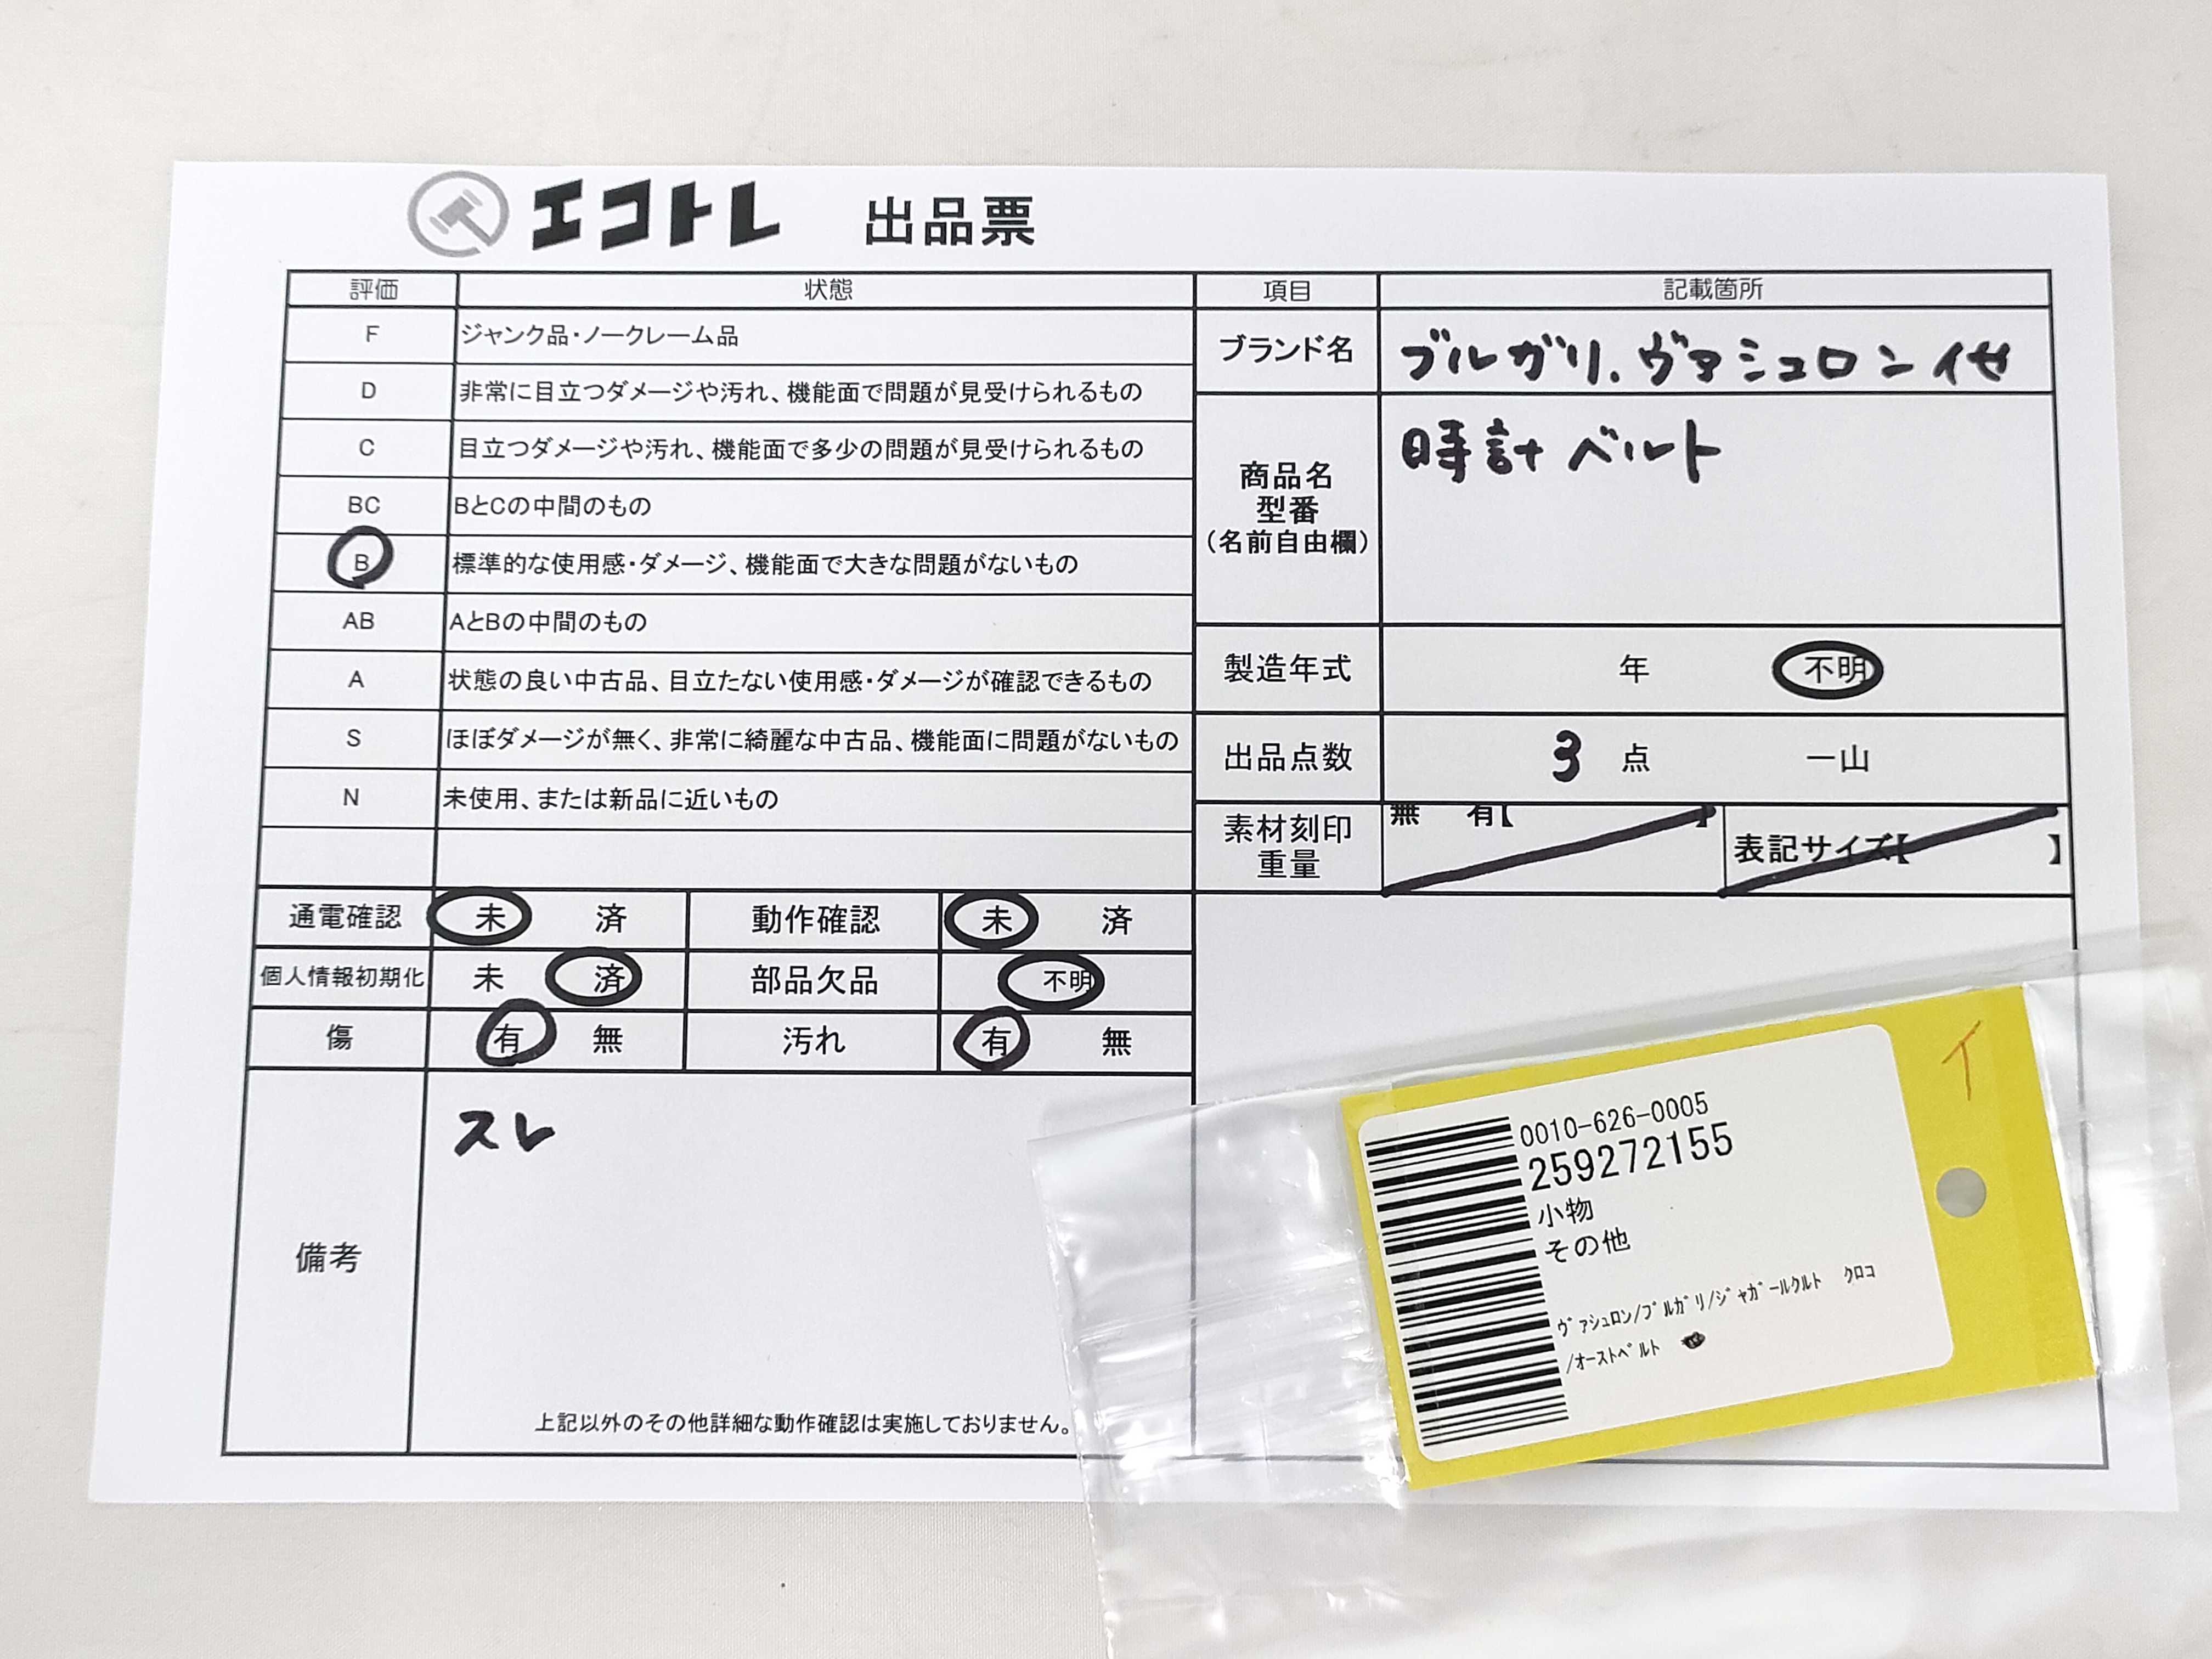 エコトレ 出品票
評価 状態
F ジャンク品・ノークレーム品
D 非常に目立つダメージや汚れ、機能面で問題が見受けられるもの
C 目立つダメージや汚れ、機能面で多少の問題が見受けられるもの
BC BとCの中間のもの
B 標準的な使用感・ダメージ、機能面で大きな問題がないもの
AB AとBの中間のもの
A 状態の良い中古品、目立たない使用感・ダメージが確認できるもの
S ほぼダメージが無く、非常に綺麗な中古品、機能面に問題がないもの
N 未使用、または新品に近いもの
通電確認 未 済 動作確認 未 済
個人情報初期化 未 済 部品欠品 不明
傷 有 無 汚れ 有 無
備考
スレ
上記以外のその他詳細な動作確認は実施しておりません。
項目 記載箇所
ブランド名 ブルガリ.ヴァシュロン 他
商品名
型番
(名前自由欄)
時計ベルト
製造年式 年 不明
出品点数 3 点 一山
素材刻印
重量
無 有【 】 表記サイズ【 】
0010-626-0005
259272155
小物
その他
ヴァシュロン/ブルガリ/ジャガールクルト クロコ
/オーストベルト
イ